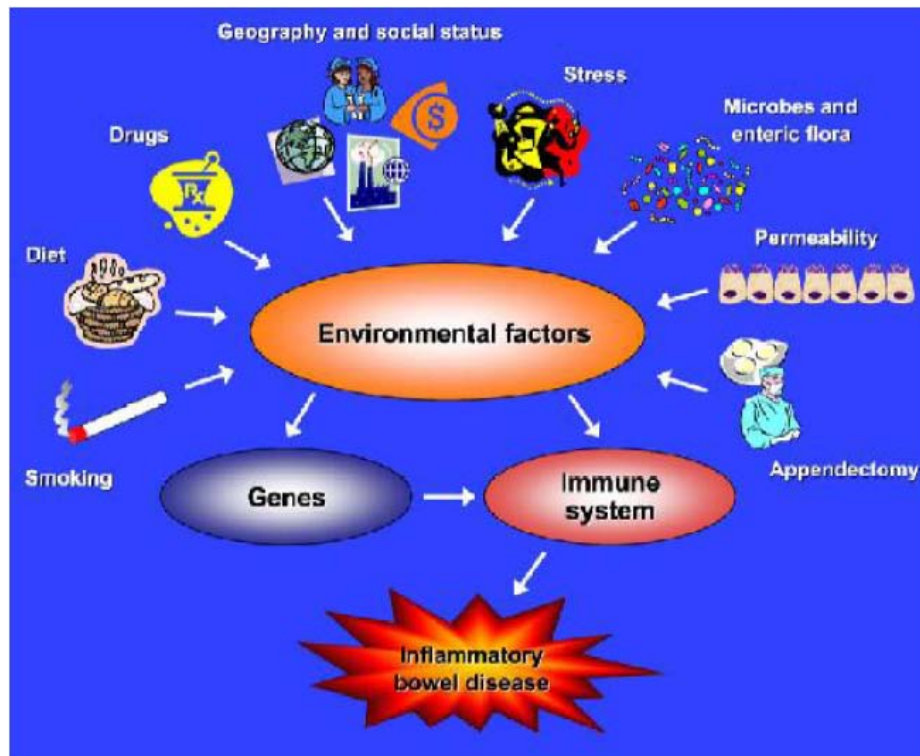 Geography and social status
Stress
Microbes and
enteric flora
Drugs
Rx
$
Permeability
Diet
Environmental factors
Smoking
Genes
Immune
system
Appendectomy
Inflammatory
bowel disease